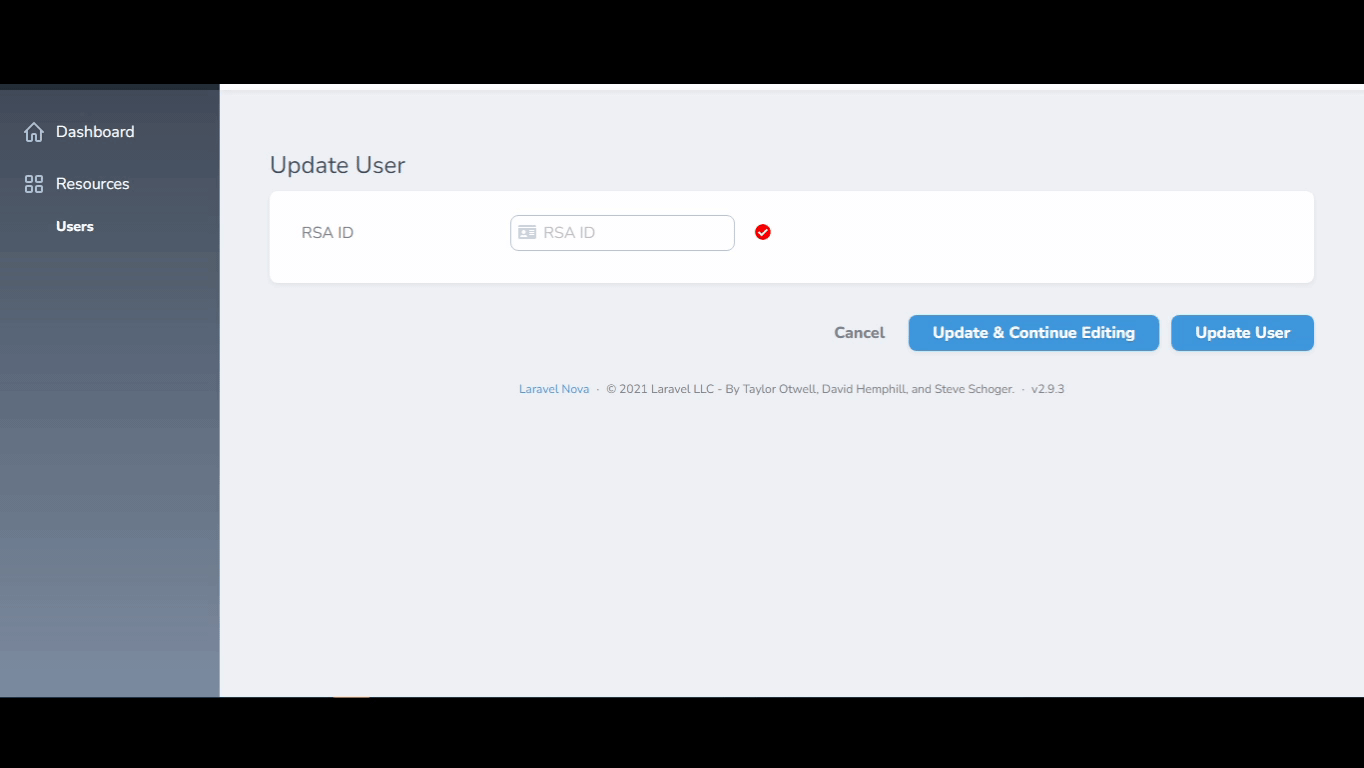 Dashboard
Resources
Users
Update User
RSA ID
RSA ID
Cancel
Update & Continue Editing
Update User
Laravel Nova · © 2021 Laravel LLC - By Taylor Otwell, David Hemphill, and Steve Schoger. · v2.9.3